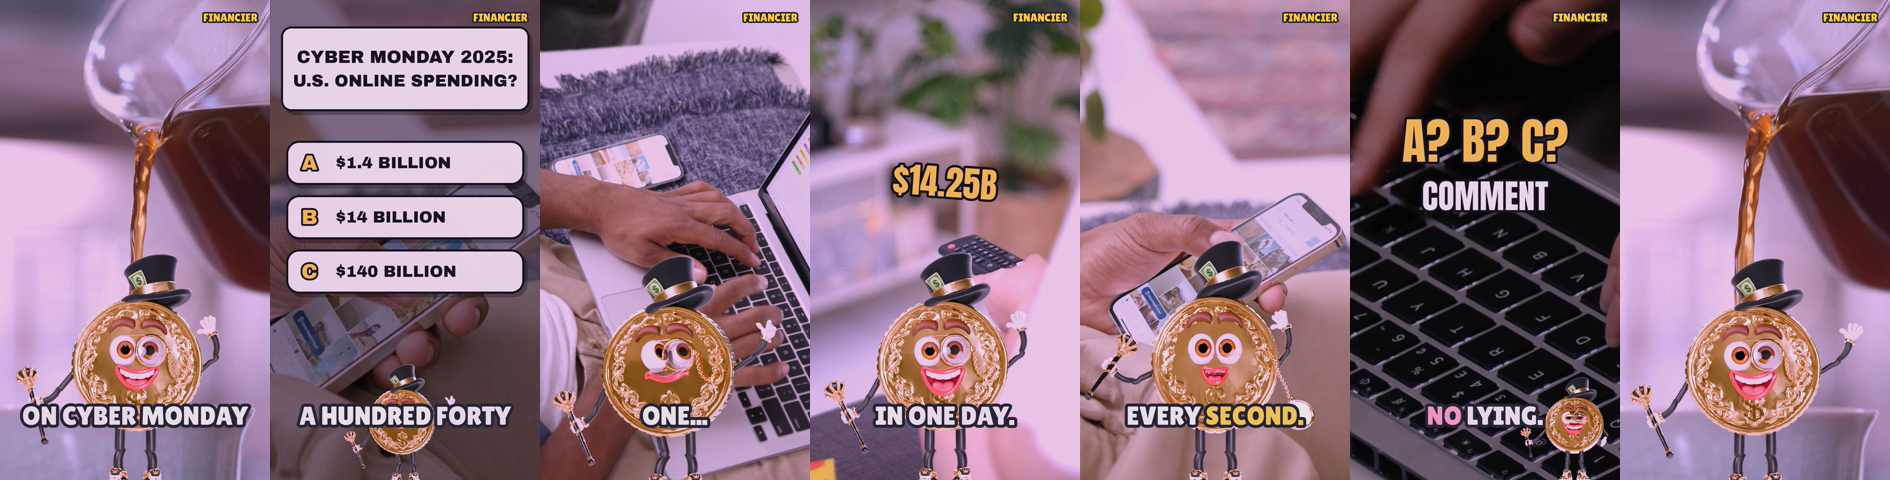 FINANCIER
ON CYBER MONDAY
FINANCIER
CYBER MONDAY 2025:
U.S. ONLINE SPENDING?
A $1.4 BILLION
B $14 BILLION
C $140 BILLION
A HUNDRED FORTY
FINANCIER
ONE...
FINANCIER
$14.25B
IN ONE DAY.
FINANCIER
EVERY SECOND.
FINANCIER
A? B? C?
COMMENT
NO LYING.
FINANCIER